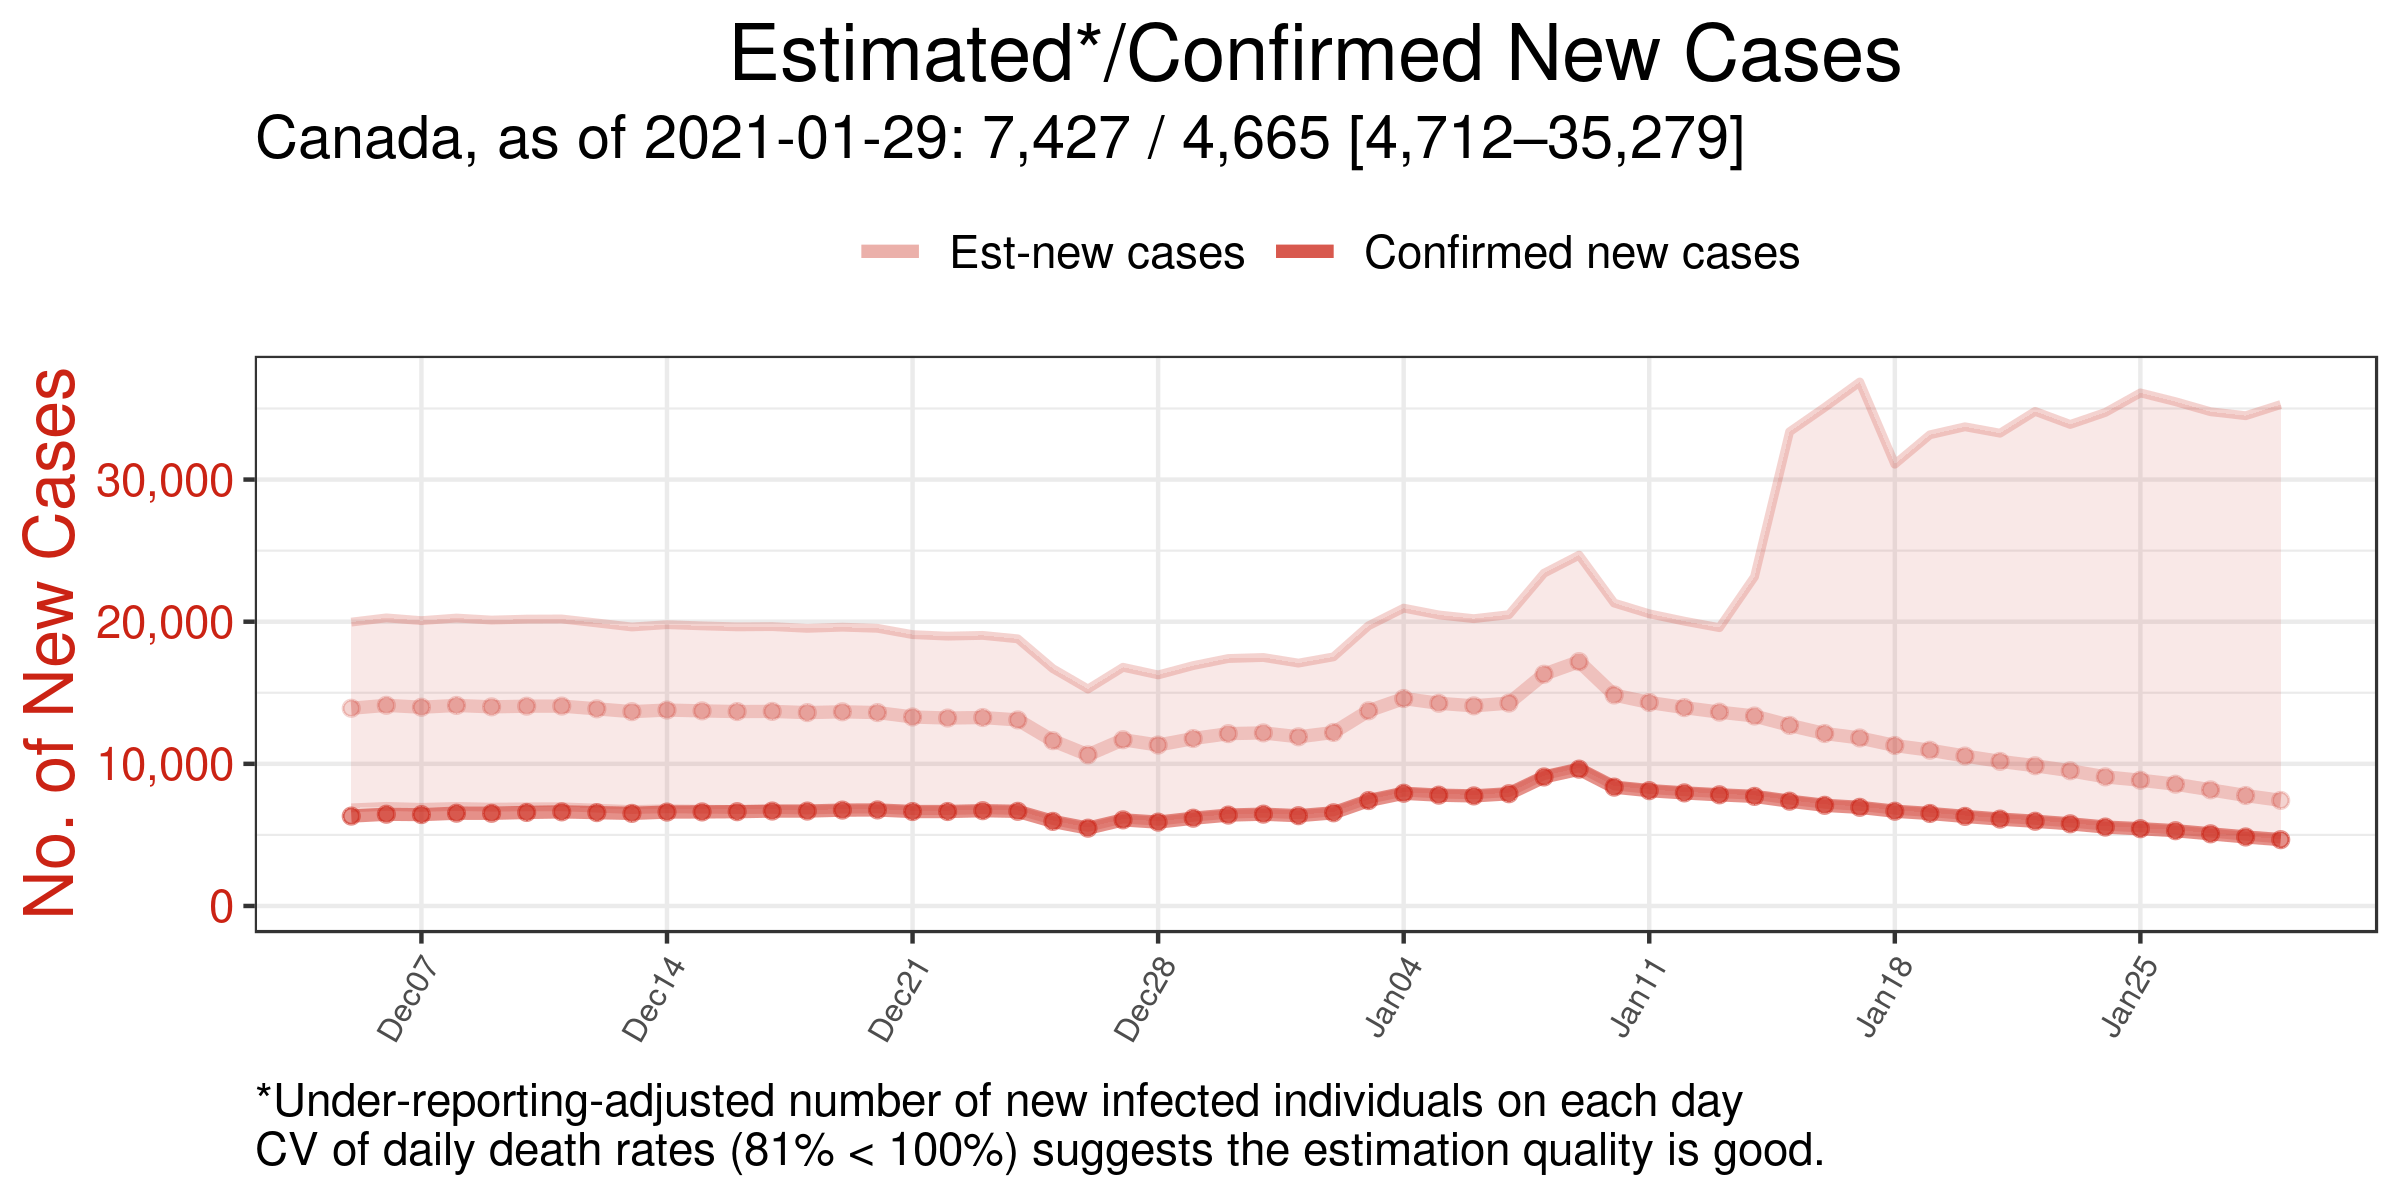 Estimated*/Confirmed New Cases
Canada, as of 2021-01-29: 7,427 / 4,665 [4,712–35,279]
Est-new cases
Confirmed new cases
No. of New Cases
30,000
20,000
10,000
0
Dec07
Dec14
Dec21
Dec28
Jan04
Jan11
Jan18
Jan25
*Under-reporting-adjusted number of new infected individuals on each day
CV of daily death rates (81% < 100%) suggests the estimation quality is good.